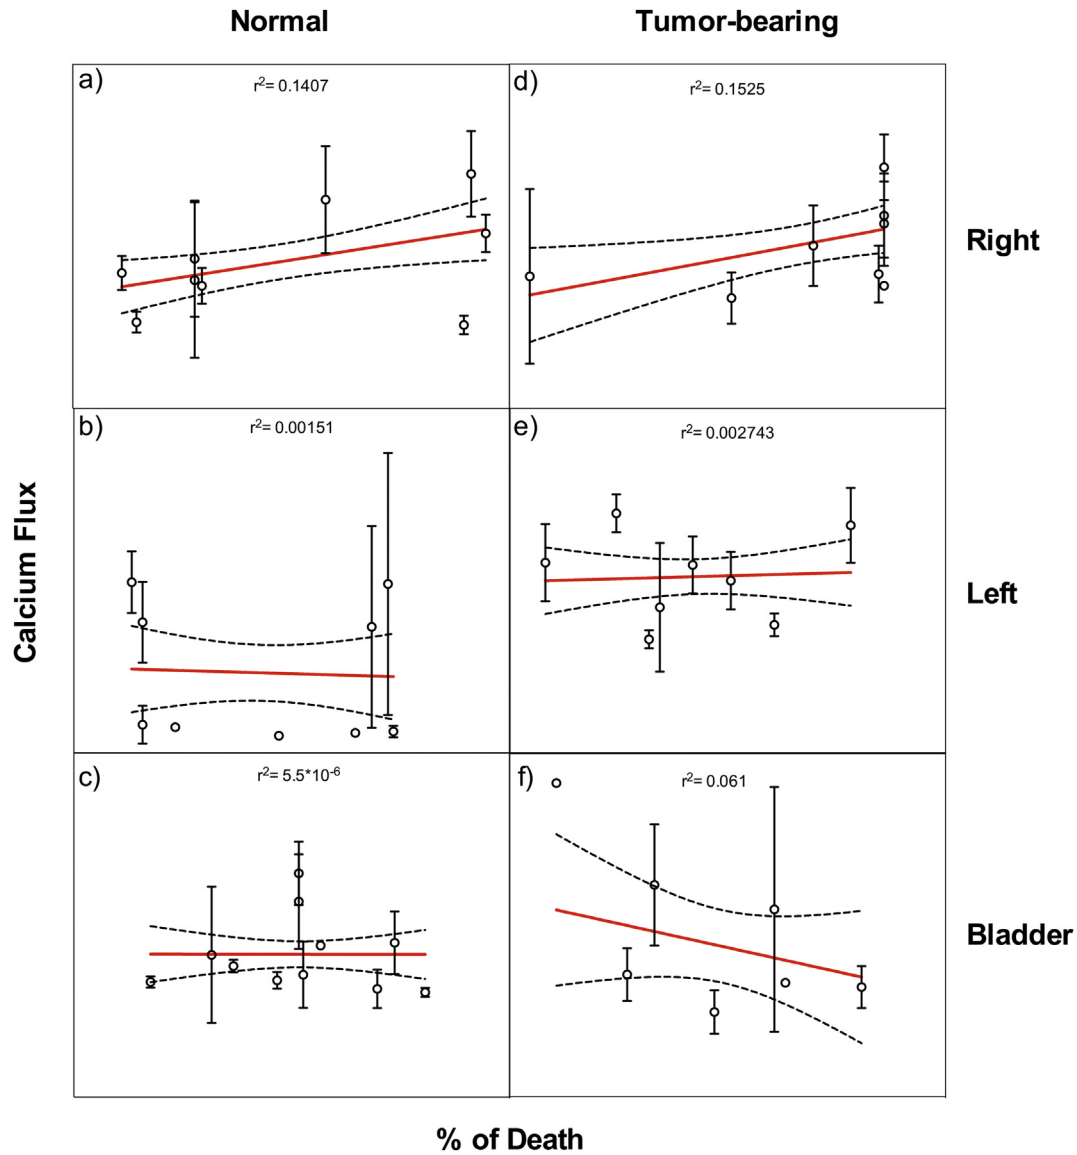 Normal
Tumor-bearing
a)
r²= 0.1407
d)
r²= 0.1525
Right
b)
r²= 0.00151
e)
r²= 0.002743
Left
c)
r²= 5.5*10⁻⁶
f)
r²= 0.061
Bladder
Calcium Flux
% of Death